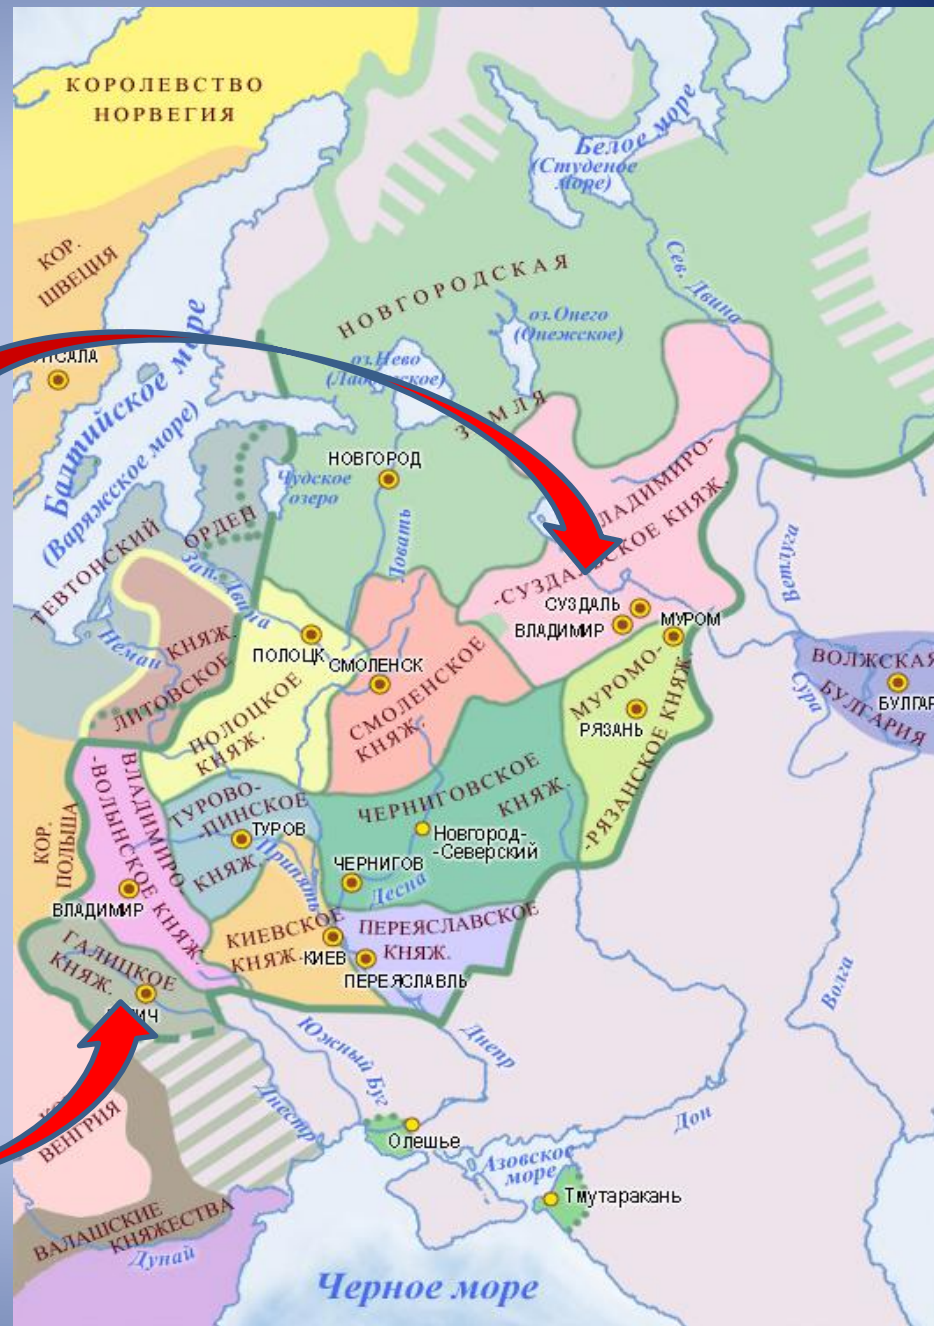 КОРОЛЕВСТВО
НОРВЕГИЯ
Белое море
(Студеное
море)
КОР.
ШВЕЦИЯ
Сев. Двина
НОВГОРОДСКАЯ
ЗЕМЛЯ
оз.Онего
(Онежское)
оз.Нево
Балтийское море
(Варяжское море)
НОВГОРОД
Чудское
озеро
Ловать
-СУЗДАЛЬСКОЕ КНЯЖ.
СУЗДАЛЬ
ВЛАДИМИР
МУРОМ
Ветлуга
ТЕВТОНСКИЙ
ОРДЕН
Зап. Двина
Неман
ЛИТОВСКОЕ
КНЯЖ.
ПОЛОЦК
СМОЛЕНСК
ПОЛОЦКОЕ
КНЯЖ.
СМОЛЕНСКОЕ
КНЯЖ.
МУРОМО-
-РЯЗАНСКОЕ КНЯЖ.
РЯЗАНЬ
ВОЛЖСКАЯ
БУЛГАРИЯ
БУЛГАР
Сура
КОР.
ПОЛЬША
ВЛАДИМИРО-
-ВОЛЫНСКОЕ КНЯЖ.
ВЛАДИМИР
ТУРОВО-
-ПИНСКОЕ
КНЯЖ.
ТУРОВ
Припять
ЧЕРНИГОВСКОЕ
КНЯЖ.
Новгород-
-Северский
ЧЕРНИГОВ
Десна
КИЕВСКОЕ
КНЯЖ.
КИЕВ
ПЕРЕЯСЛАВСКОЕ
КНЯЖ.
ПЕРЕЯСЛАВЛЬ
ГАЛИЦКОЕ
КНЯЖ.
Южный Буг
Днепр
Днестр
Волга
Дон
ВЕНГРИЯ
Олешье
Азовское
море
Тмутаракань
ВАЛАШСКИЕ
КНЯЖЕСТВА
Дунай
Черное море